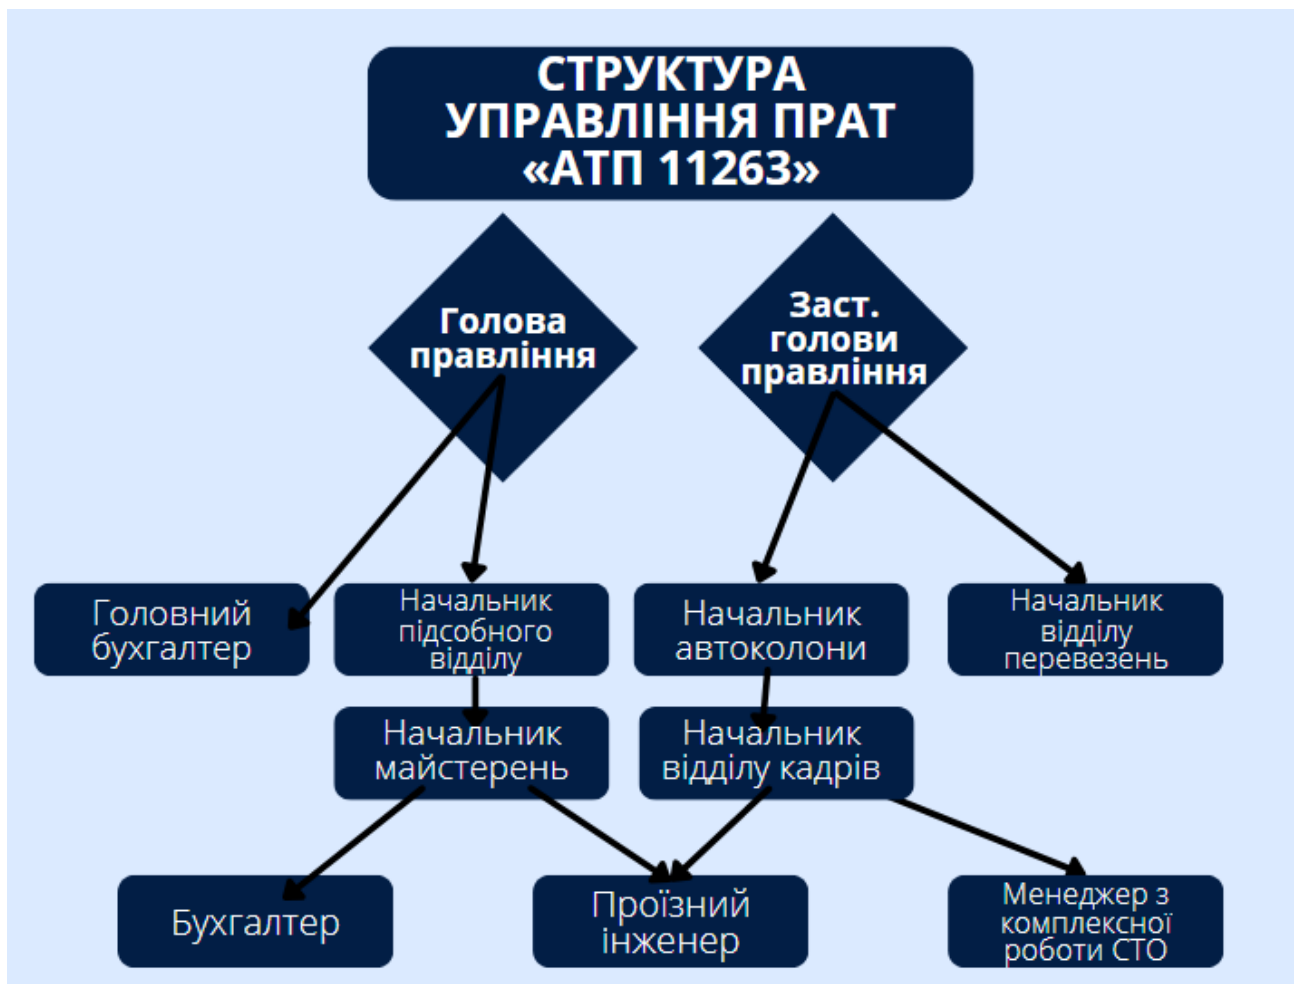 СТРУКТУРА
УПРАВЛІННЯ ПРАТ
«АТП 11263»
Голова
правління
Заст.
голови
правління
Головний
бухгалтер
Начальник
підсобного
відділу
Начальник
автоколони
Начальник
відділу
перевезень
Начальник
майстерень
Начальник
відділу кадрів
Бухгалтер
Проїзний
інженер
Менеджер з
комплексної
роботи СТО